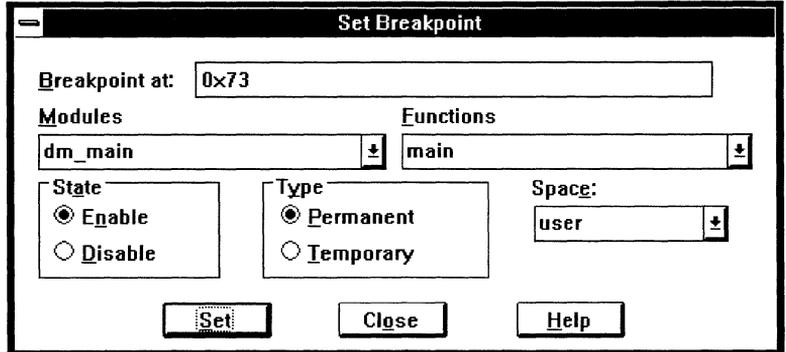 Set Breakpoint
Breakpoint at: 0x73
Modules Functions
dm_main main
State Type Space:
Enable Permanent user
Disable Temporary
Set Close Help